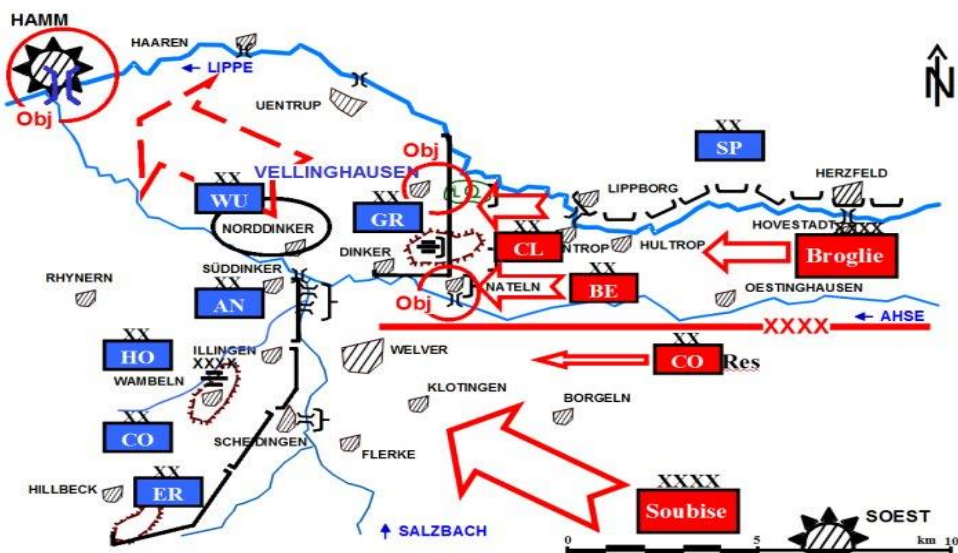 HAMM
HAAREN
← LIPPE
UENTRUP
Obj
Obj
XX
SP
N
XX
WU
VELLINGHAUSEN
XX
GR
LIPPBORG
HERZFELD
NORDDINKER
XX
CL
NTROP
HULTROP
HOVESTADT
XXXX
Broglie
DINKER
RHYNERN
SÜDDINKER
XX
AN
Obj
NATELN
XX
BE
OESTINGHAUSEN
XXXX
← AHSE
XX
HO
ILLINGEN
XXXX
WAMBELN
WELVER
XX
CO
Res
XX
CO
KLOTINGEN
BORGELN
SCHEIDINGEN
FLERKE
HILLBECK
XX
ER
XXXX
Soubise
SOEST
↑ SALZBACH
0
5
km
10